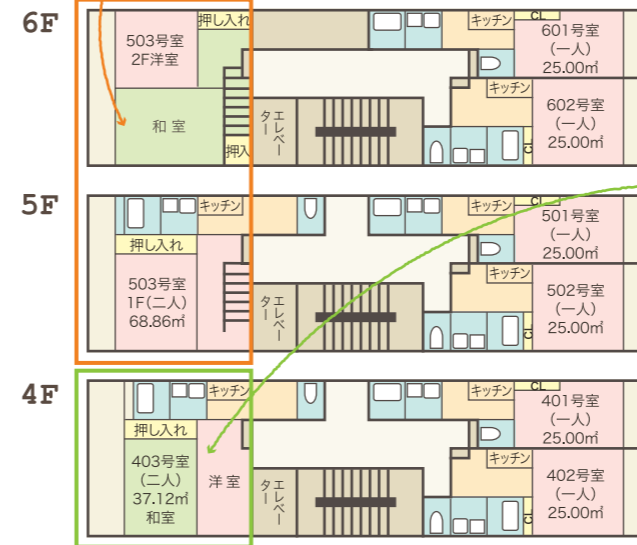 6F
503号室
2F洋室
押し入れ
和室
押入
エレベーター
キッチン
CL
601号室
(一人)
25.00㎡
キッチン
602号室
(一人)
25.00㎡
CL
5F
キッチン
押し入れ
503号室
1F(二人)
68.86㎡
エレベーター
キッチン
CL
501号室
(一人)
25.00㎡
キッチン
502号室
(一人)
25.00㎡
CL
4F
キッチン
押し入れ
403号室
(二人)
37.12㎡
和室
洋室
エレベーター
キッチン
CL
401号室
(一人)
25.00㎡
キッチン
402号室
(一人)
25.00㎡
CL